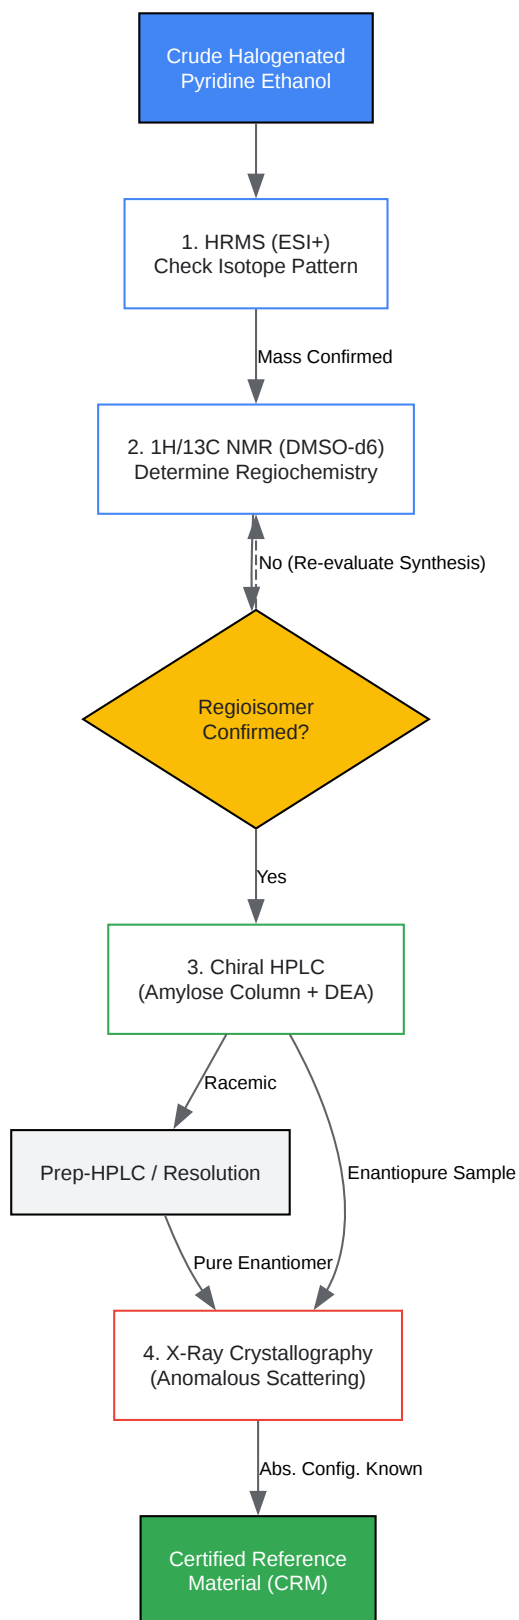 Crude Halogenated
Pyridine Ethanol
1. HRMS (ESI+)
Check Isotope Pattern
Mass Confirmed
2. 1H/13C NMR (DMSO-d6)
Determine Regiochemistry
No (Re-evaluate Synthesis)
Regioisomer
Confirmed?
Yes
3. Chiral HPLC
(Amylose Column + DEA)
Racemic
Prep-HPLC / Resolution
Enantiopure Sample
Pure Enantiomer
4. X-Ray Crystallography
(Anomalous Scattering)
Abs. Config. Known
Certified Reference
Material (CRM)